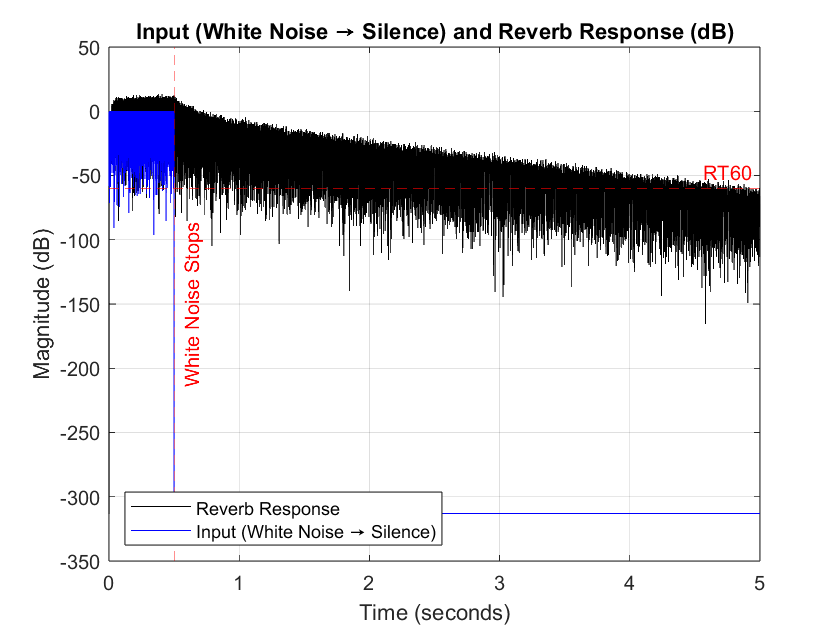 Input (White Noise → Silence) and Reverb Response (dB)
50
0
-50
-100
-150
-200
-250
-300
-350
Magnitude (dB)
RT60
White Noise Stops
Reverb Response
Input (White Noise → Silence)
0 1 2 3 4 5
Time (seconds)